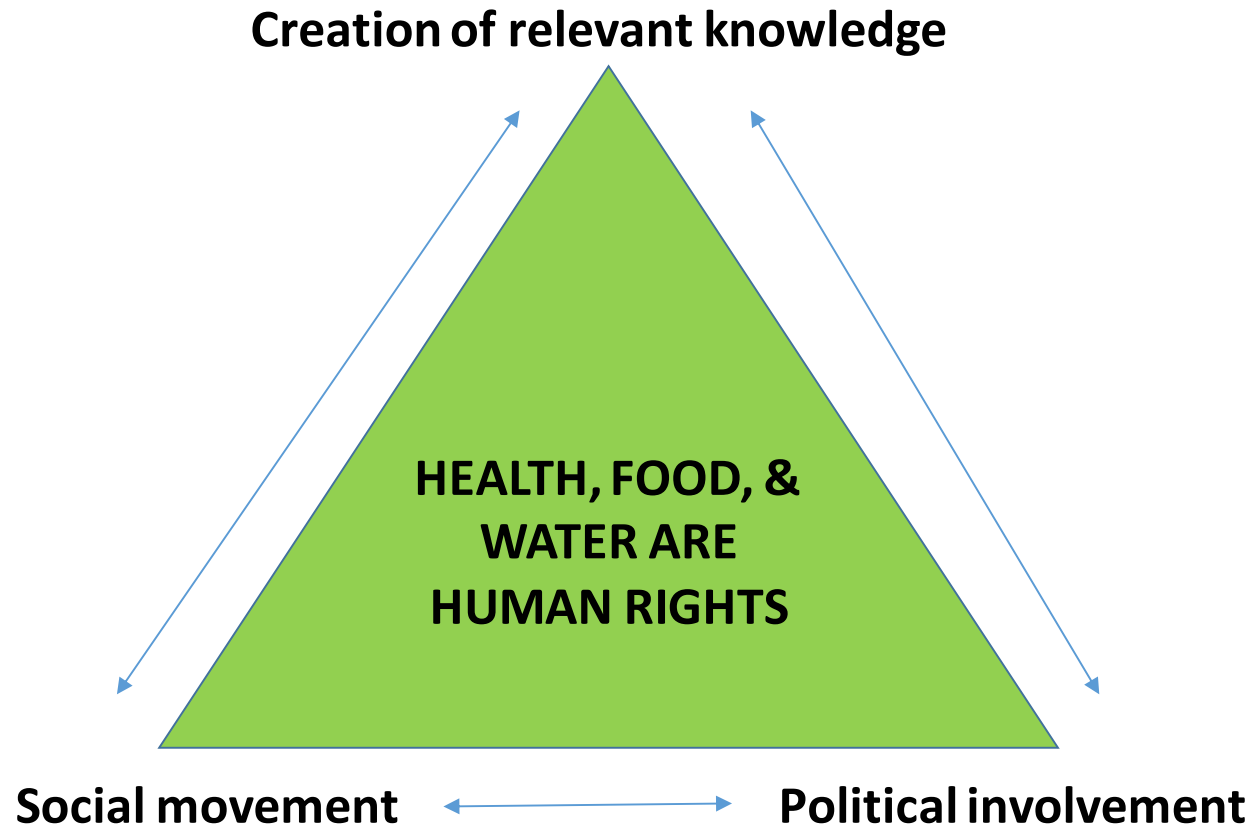 Creation of relevant knowledge
HEALTH, FOOD, &
WATER ARE
HUMAN RIGHTS
Social movement
Political involvement